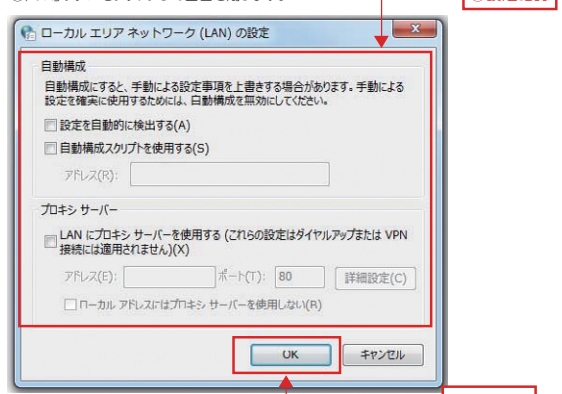 ローカル エリア ネットワーク (LAN) の設定
自動構成
自動構成にすると、手動による設定事項を上書きする場合があります。手動による
設定を確実に使用するためには、自動構成を無効にしてください。
設定を自動的に検出する(A)
自動構成スクリプトを使用する(S)
アドレス(R):
プロキシ サーバー
LAN にプロキシ サーバーを使用する (これらの設定はダイヤルアップまたは VPN
接続には適用されません)(X)
アドレス(E): ポート(T): 80 詳細設定(C)
ローカル アドレスにはプロキシ サーバーを使用しない(B)
OK キャンセル